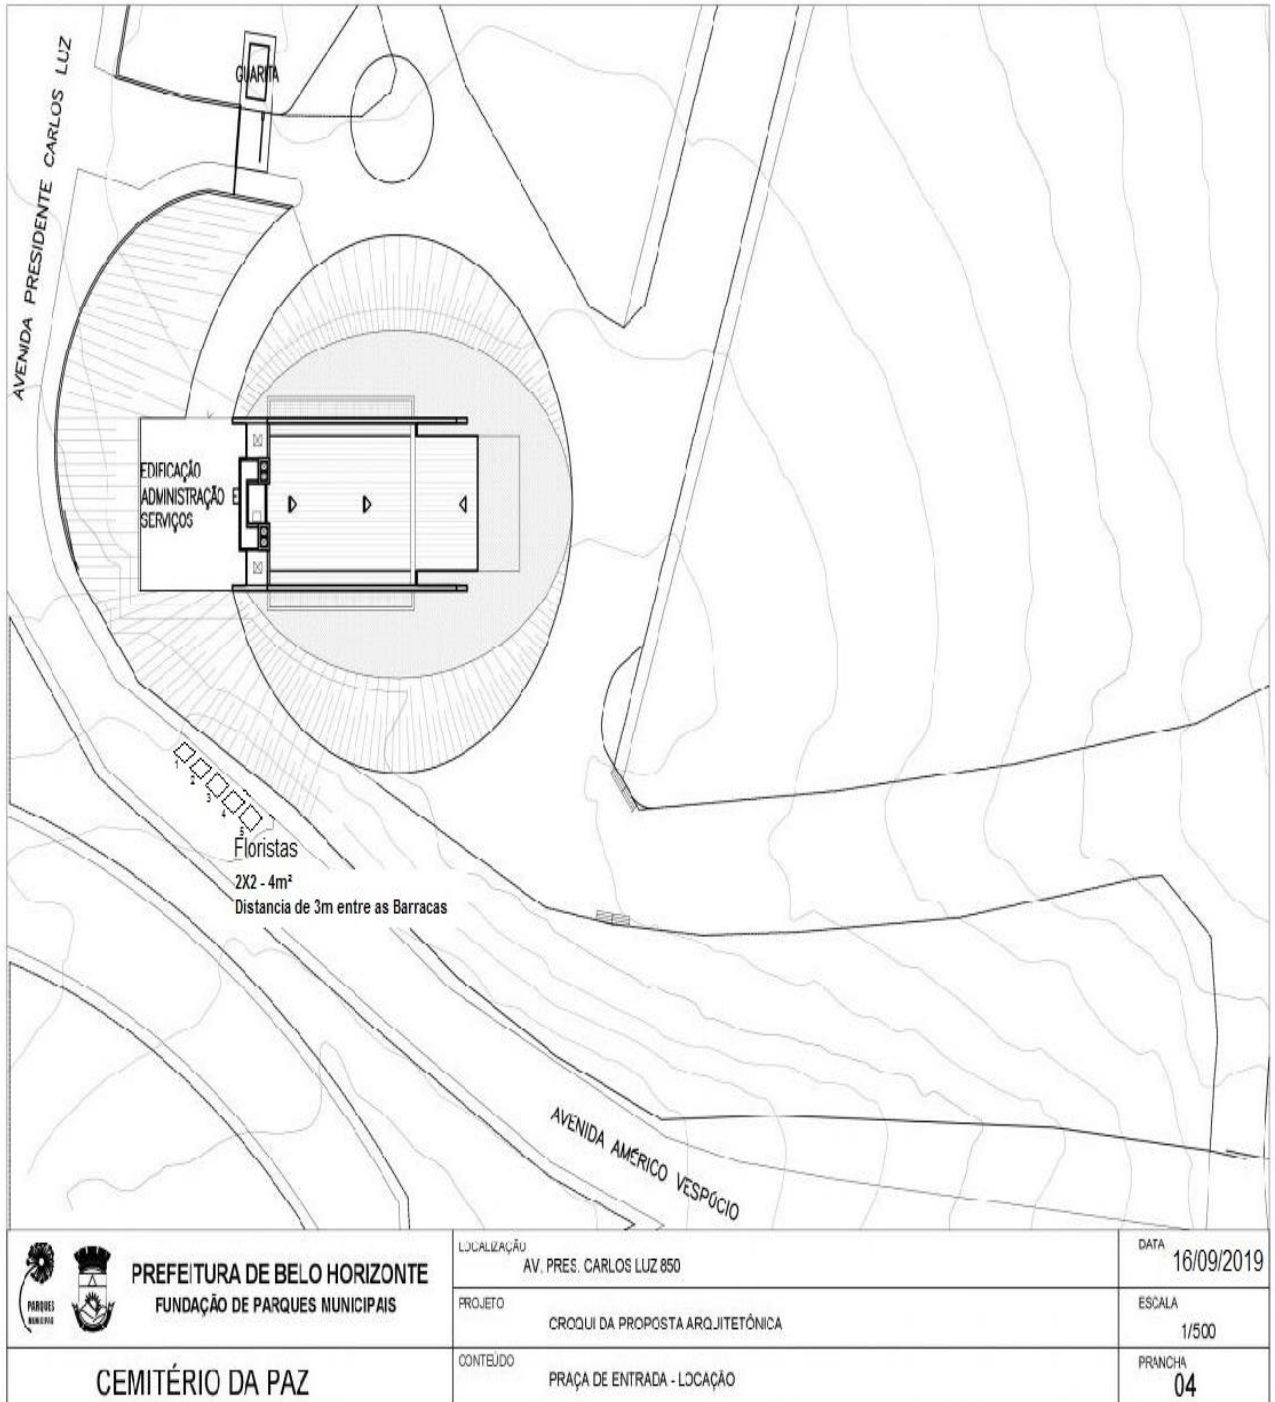 GUARITA
AVENIDA PRESIDENTE CARLOS LUZ
EDIFICAÇÃO
ADMINISTRAÇÃO
SERVIÇOS
E
1
2
3
4
5
Floristas
2X2 - 4m²
Distancia de 3m entre as Barracas
AVENIDA AMÉRICO VESPÚCIO
PARQUES
MUNICIPAIS
PREFEITURA DE BELO HORIZONTE
FUNDAÇÃO DE PARQUES MUNICIPAIS
CEMITÉRIO DA PAZ
LOCALIZAÇÃO
AV. PRES. CARLOS LUZ 850
PROJETO
CROQUI DA PROPOSTA ARQUITETÔNICA
CONTEÚDO
PRAÇA DE ENTRADA - LOCAÇÃO
DATA
16/09/2019
ESCALA
1/500
PRANCHA
04